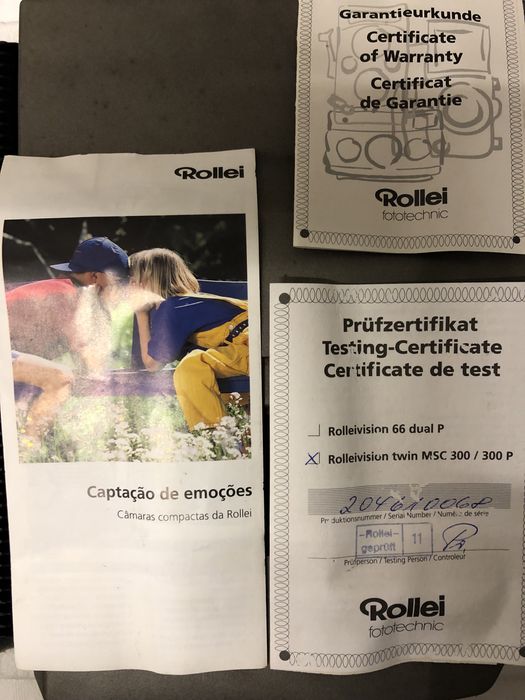 Garantieurkunde
Certificate
of Warranty
Certificat
de Garantie
Rollei
fototechnic
Rollei
Captação de emoções
Câmaras compactas da Rollei
Prüfzertifikat
Testing-Certificate
Certificate de test
Rolleivision 66 dual P
X Rolleivision twin MSC 300 / 300 P
204610068
Produktionsnummer / Serial Number / Numéro de série
-Rollei-
geprüft
11
Prüfperson / Testing Person / Controleur
Rollei
fototechnic